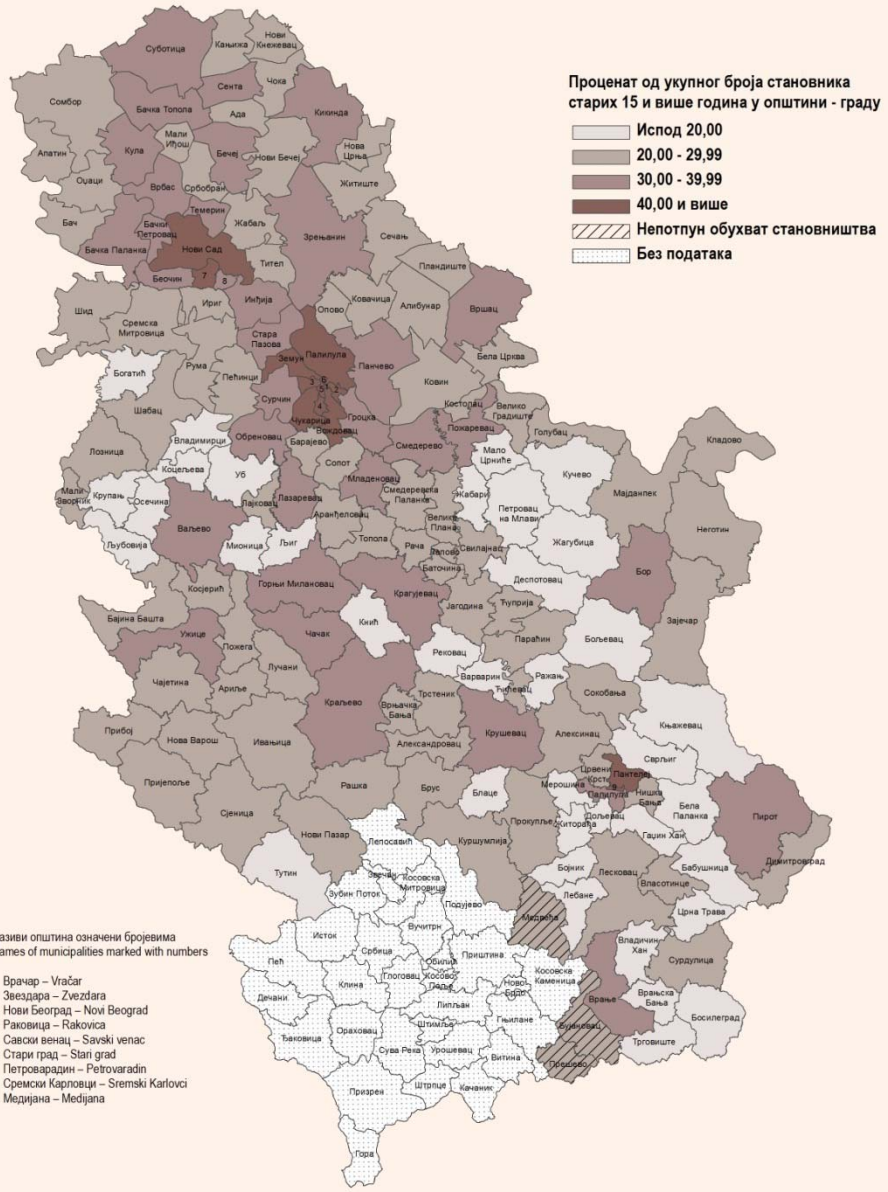 Проценат од укупног броја становника
старих 15 и више година у општини - граду
Испод 20,00
20,00 - 29,99
30,00 - 39,99
40,00 и више
Непотпун обухват становништва
Без података
Суботица
Кањижа
Нови
Кнежевац
Сомбор
Сента
Чока
Бачка Топола
Ада
Кикинда
Апатин
Кула
Мали
Иђош
Бечеј
Нови Бечеј
Нова
Црња
Оџаци
Србобран
Врбас
Житиште
Бач
Темерин
Бачки
Петровац
Жабаљ
Зрењанин
Сечањ
Бачка Паланка
Нови Сад
Тител
Пландиште
Беочин
7
8
Шид
Ириг
Инђија
Опово
Ковачица
Алибунар
Вршац
Сремска
Митровица
Стара
Пазова
Палилула
Богатић
Рума
Земун
Панчево
Бела Црква
Пећинци
3
6
1
5
2
Ковин
4
Шабац
Сурчин
Чукарица
Гроцка
Костолац
Велико
Градиште
Вождовац
Голубац
Владимирци
Обреновац
Барајево
Смедерево
Пожаревац
Кладово
Лозница
Коцељева
Уб
Сопот
Мало
Црниће
Кучево
Мали
Зворник
Крупањ
Осечина
Лазаревац
Младеновац
Смедеревска
Паланка
Жабари
Мајданпек
Лајковац
Петровац
на Млави
Неготин
Аранђеловац
Велика
Плана
Љубовија
Ваљево
Мионица
Љиг
Топола
Рача
Лапово
Свилајнац
Жагубица
Баточина
Бор
Деспотовац
Косјерић
Горњи Милановац
Крагујевац
Бајина Башта
Кнић
Јагодина
Ћуприја
Зајечар
Ужице
Чачак
Параћин
Бољевац
Пожега
Рековац
Лучани
Варварин
Ражањ
Чајетина
Ариље
Ћићевац
Краљево
Трстеник
Сокобања
Врњачка
Бања
Књажевац
Прибој
Нова Варош
Ивањица
Александровац
Крушевац
Алексинац
Сврљиг
Црвени
Крст
Пантелеј
Пријепоље
Рашка
Брус
Блаце
Мерошина
9
Палилула
Нишка
Бања
Бела
Паланка
Сјеница
Прокупље
Дољевац
Пирот
Житорађа
Гаџин Хан
Нови Пазар
Куршумлија
Лепосавић
Бојник
Лесковац
Бабушница
Димитровград
Тутин
Звечан
Косовска
Митровица
Власотинце
Зубин Поток
Лебане
Подујево
Црна Трава
Медвеђа
Вучитрн
Владичин
Хан
Исток
Србица
Сурдулица
Пећ
Обилић
Приштина
Глоговац
Косово
Поље
Ново
Брдо
Косовска
Каменица
Клина
Врање
Врањска
Бања
Дечани
Липљан
Босилеград
Штимље
Гњилане
Бујановац
Ђаковица
Ораховац
Трговиште
Сува Река
Урошевац
Витина
Прешево
Штрпце
Качаник
Призрен
Гора
азиви општина означени бројевима
ames of municipalities marked with numbers
Врачар – Vračar
Звездара – Zvezdara
Нови Београд – Novi Beograd
Раковица – Rakovica
Савски венац – Savski venac
Стари град – Stari grad
Петроварадин – Petrovaradin
Сремски Карловци – Sremski Karlovci
Медијана – Medijana